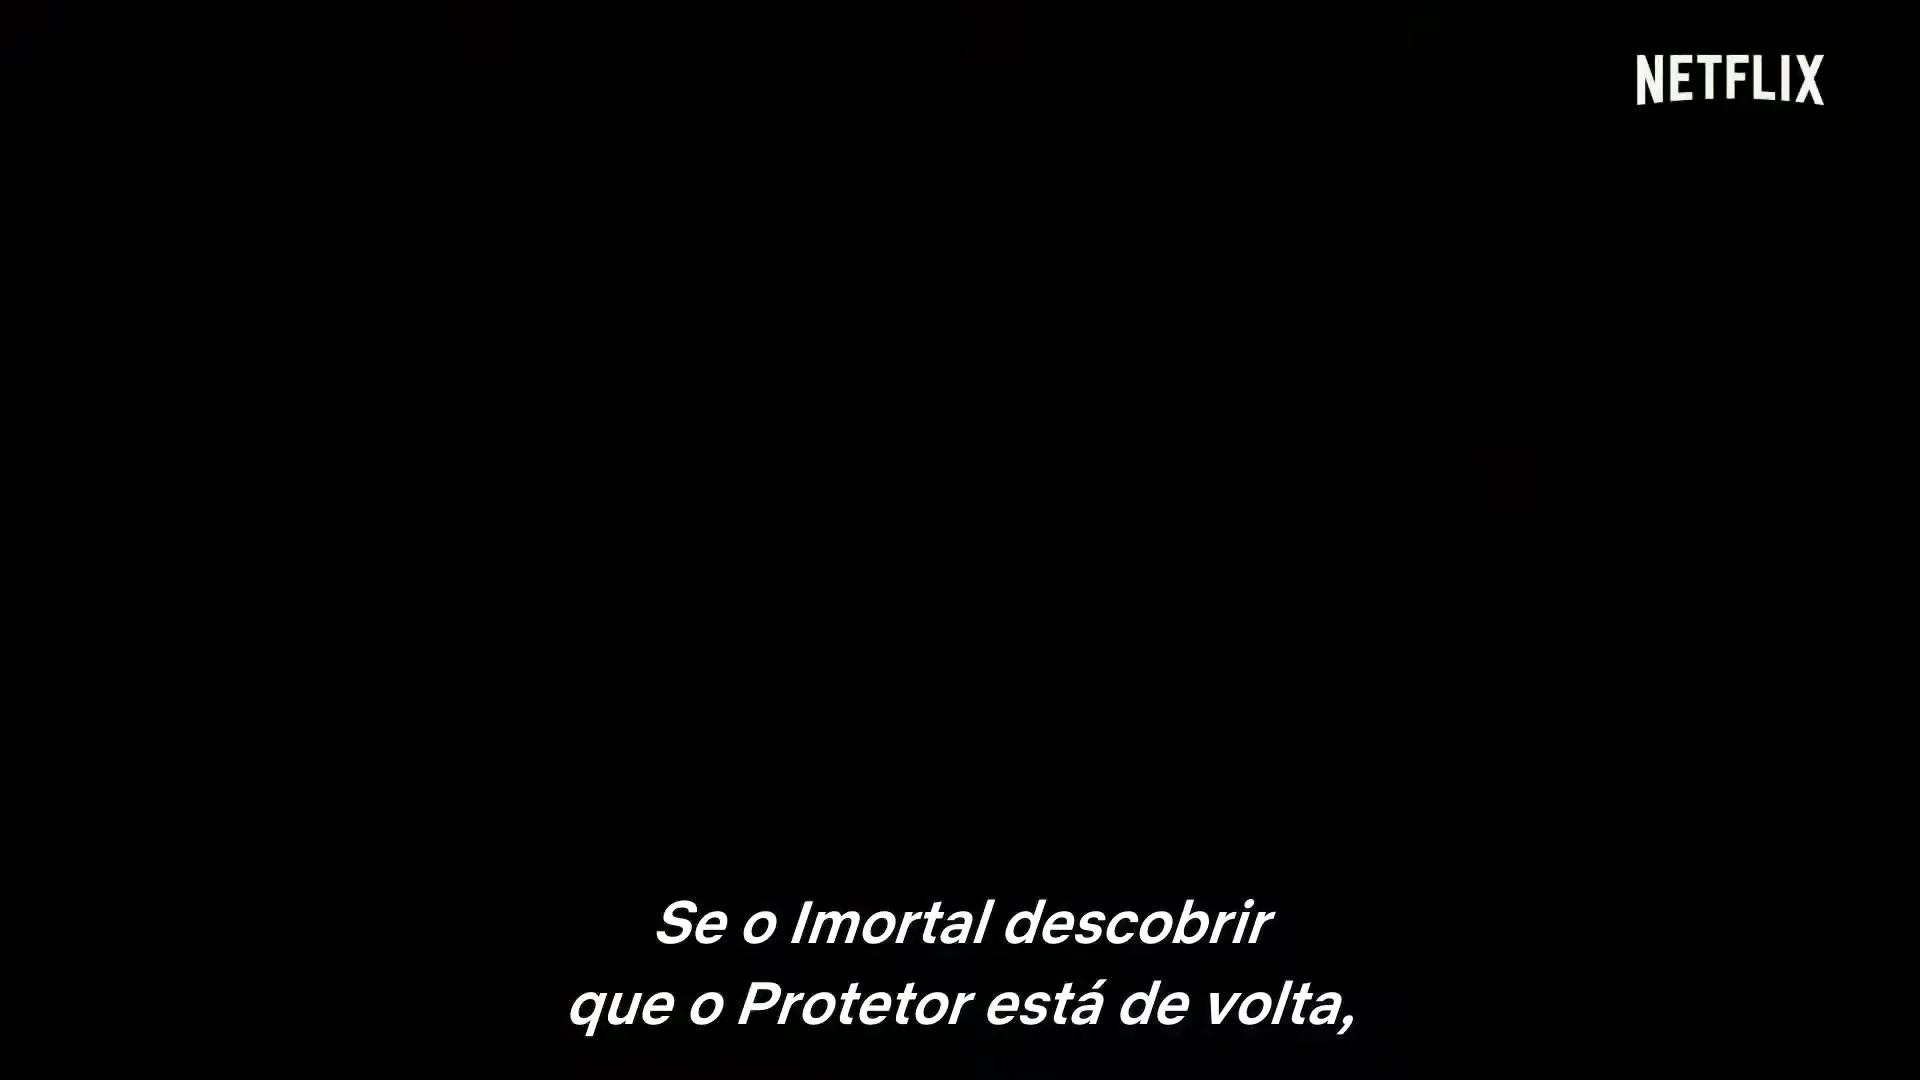 NETFLIX
Se o Imortal descobrir
que o Protetor está de volta,